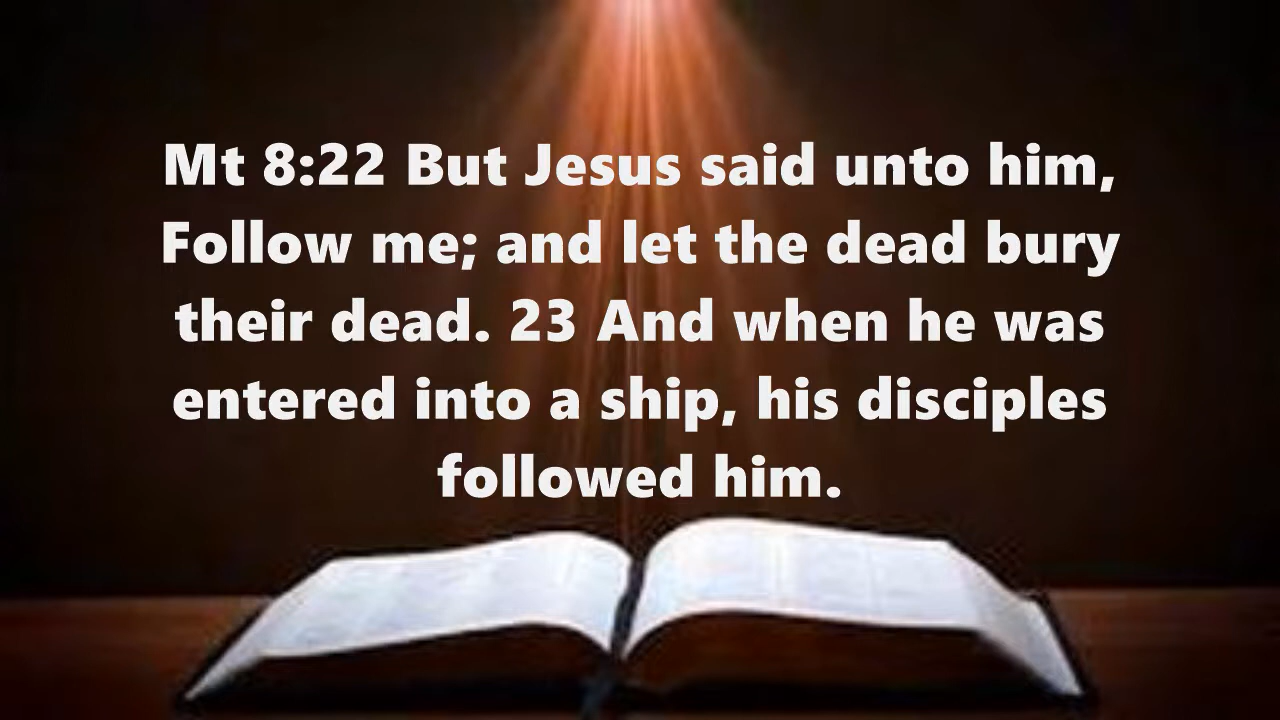 Mt 8:22 But Jesus said unto him,
Follow me; and let the dead bury
their dead. 23 And when he was
entered into a ship, his disciples
followed him.